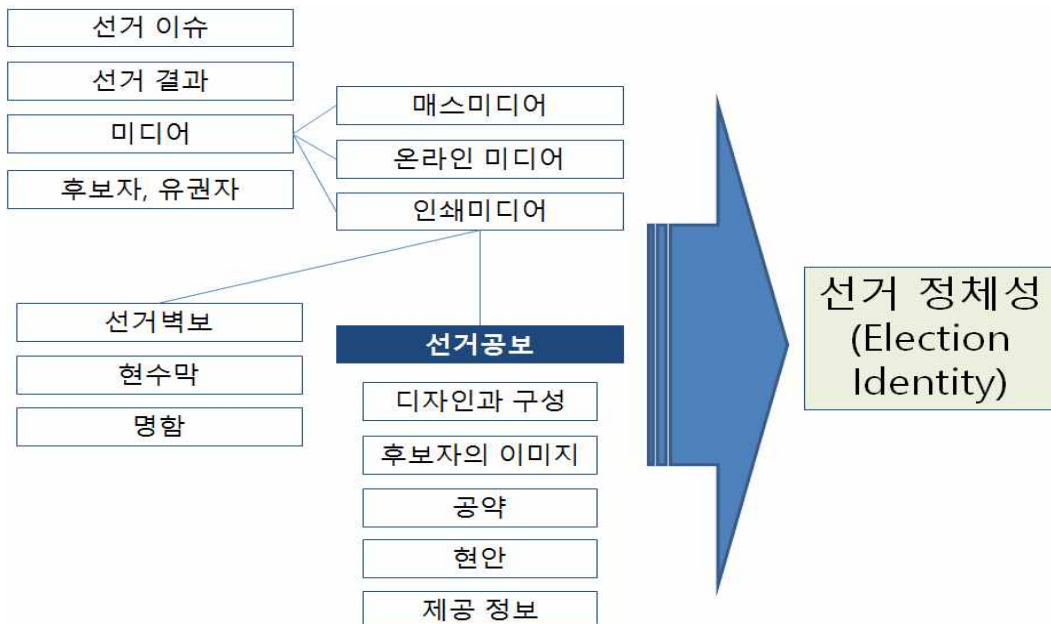 선거 이슈
선거 결과
미디어
후보자, 유권자
매스미디어
온라인 미디어
인쇄미디어
선거벽보
현수막
명함
선거공보
디자인과 구성
후보자의 이미지
공약
현안
제공 정보
선거 정체성
(Election
Identity)